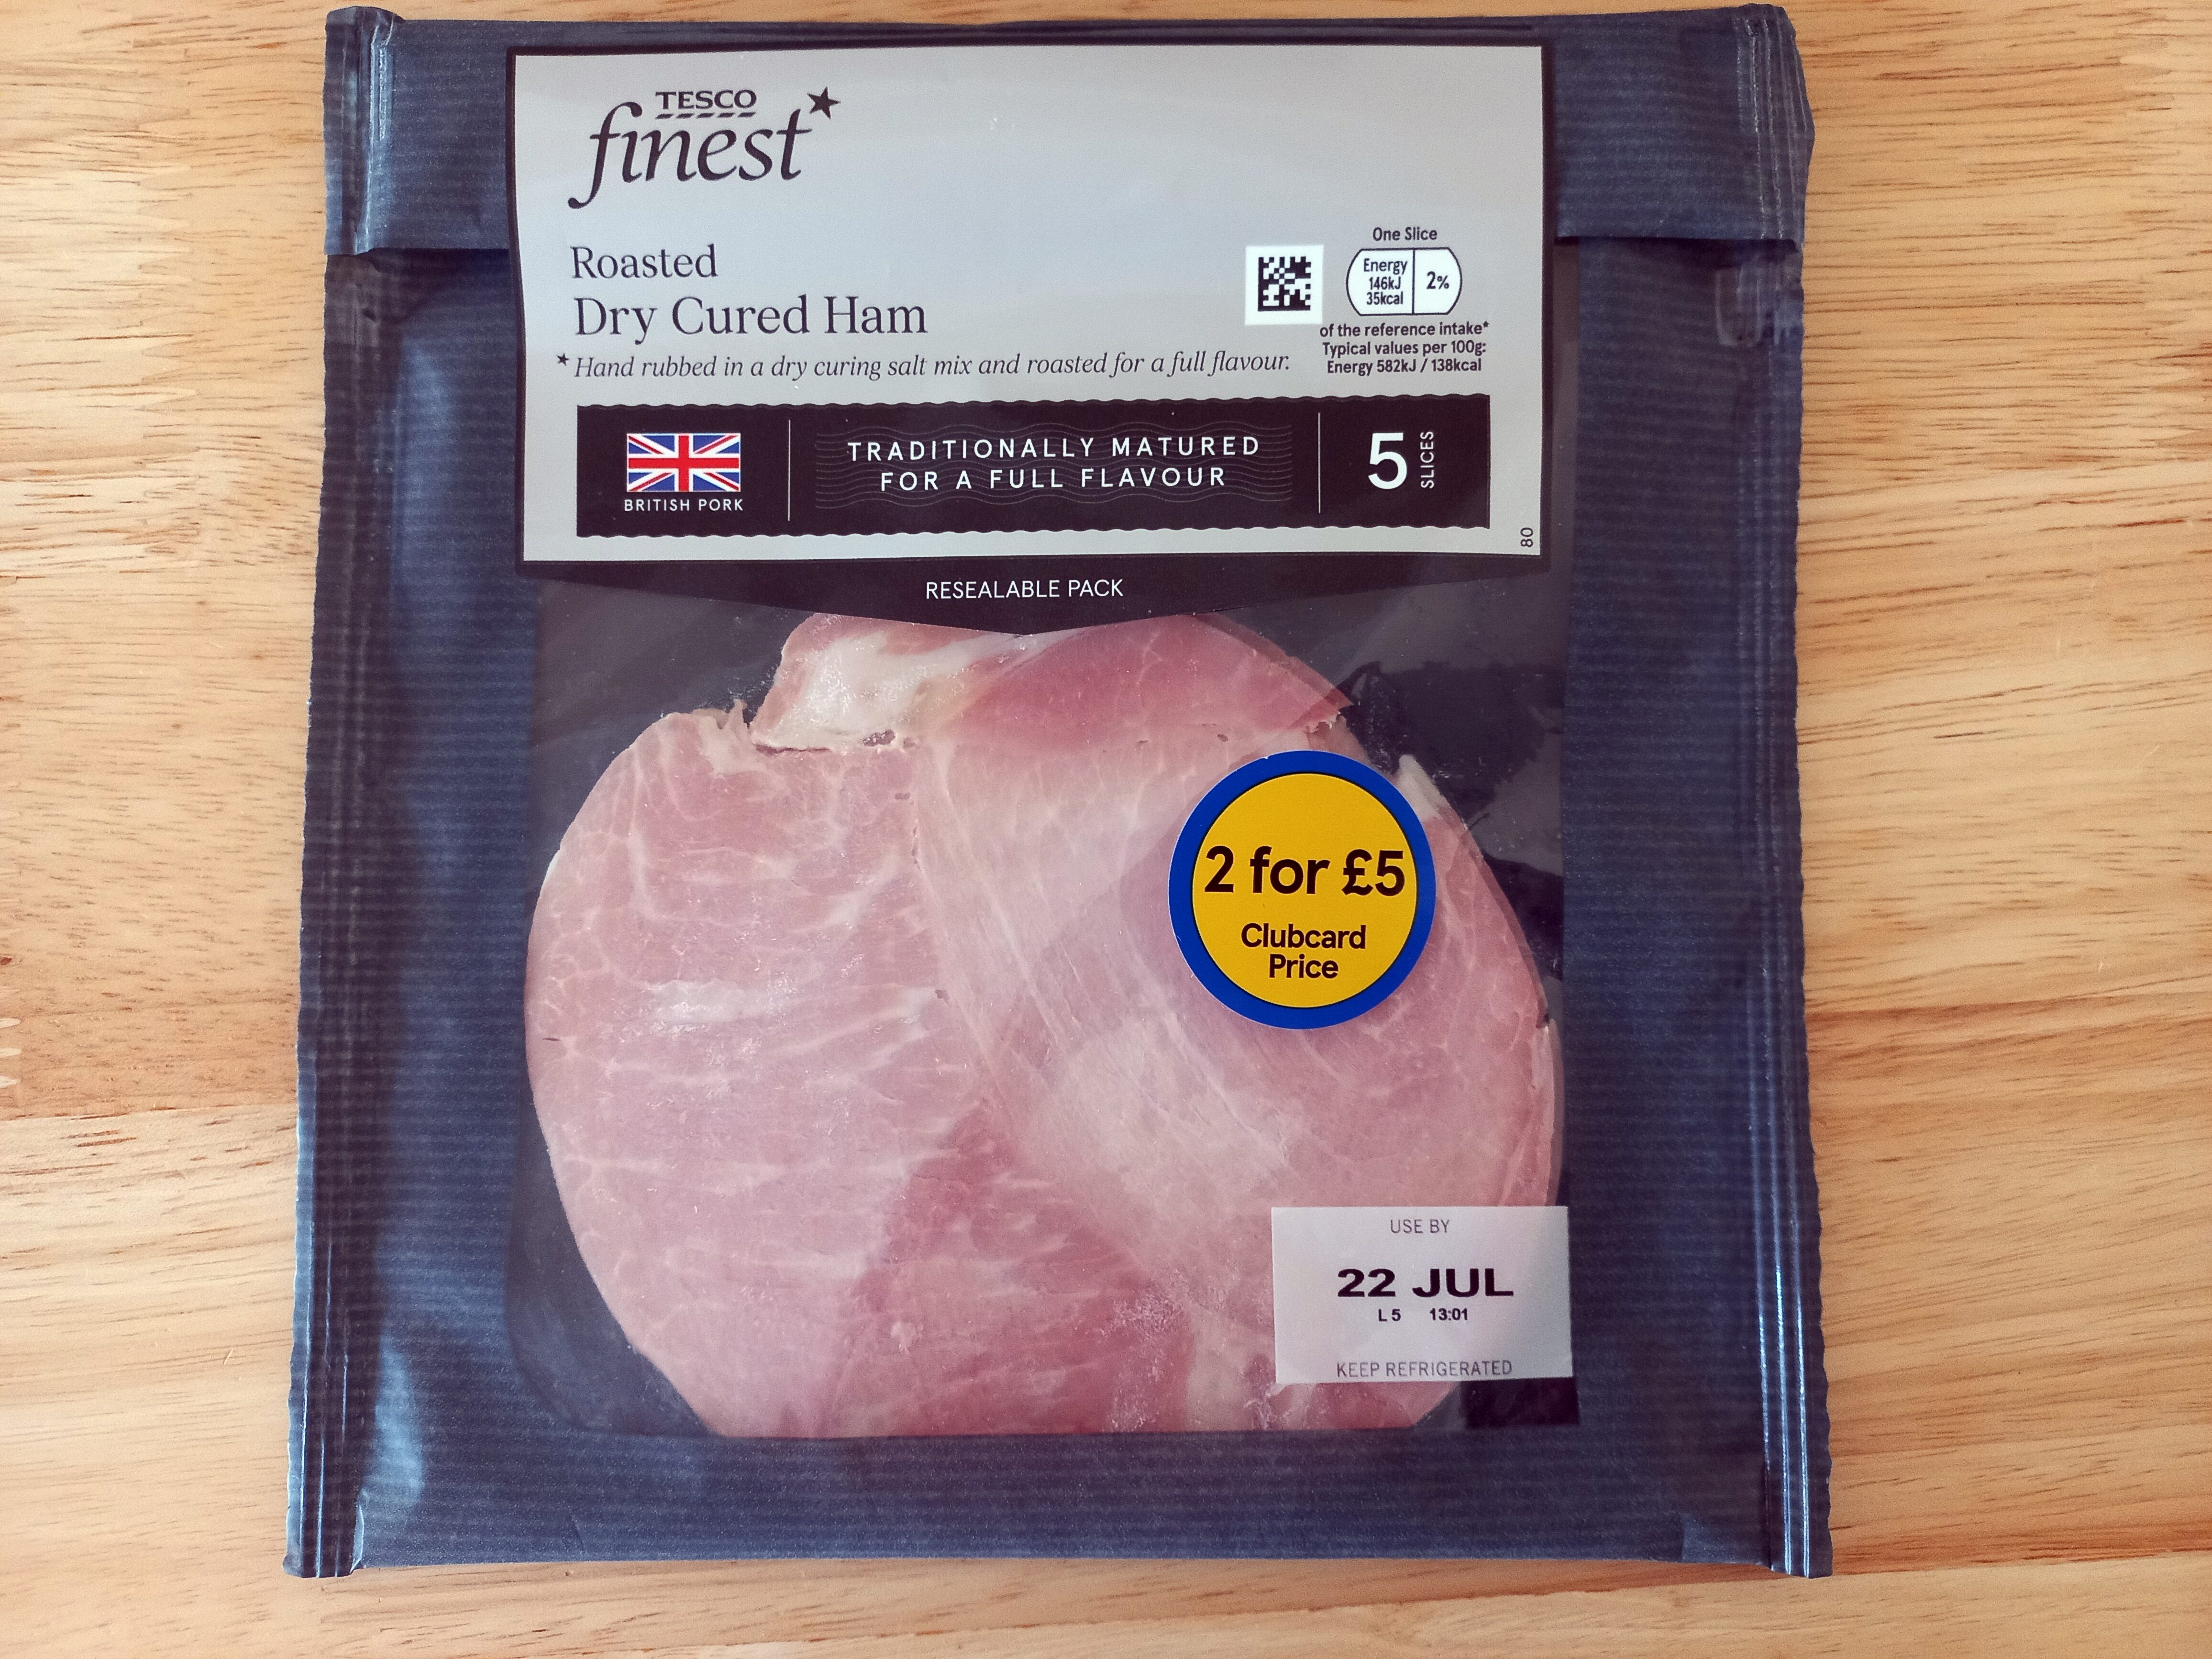 TESCO
finest*
Roasted
Dry Cured Ham
*Hand rubbed in a dry curing salt mix and roasted for a full flavour.
One Slice
Energy
146kJ
35kcal
2%
of the reference intake*
Typical values per 100g:
Energy 582kJ / 138kcal
BRITISH PORK
TRADITIONALLY MATURED
FOR A FULL FLAVOUR
5 SLICES
80
RESEALABLE PACK
2 for £5
Clubcard
Price
USE BY
22 JUL
L 5 13:01
KEEP REFRIGERATED